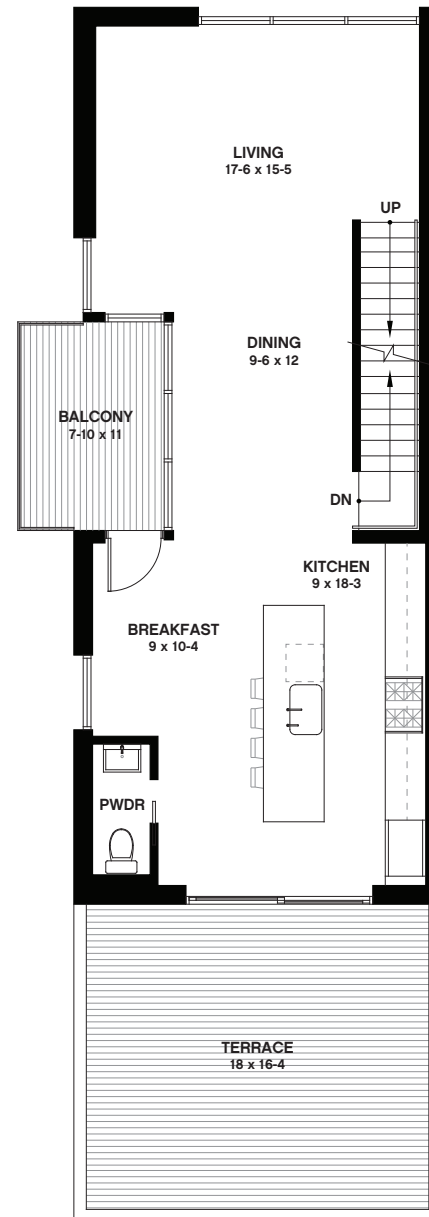 LIVING
17-6 x 15-5
UP
DINING
9-6 x 12
BALCONY
7-10 x 11
DN
KITCHEN
9 x 18-3
BREAKFAST
9 x 10-4
PWDR
TERRACE
18 x 16-4